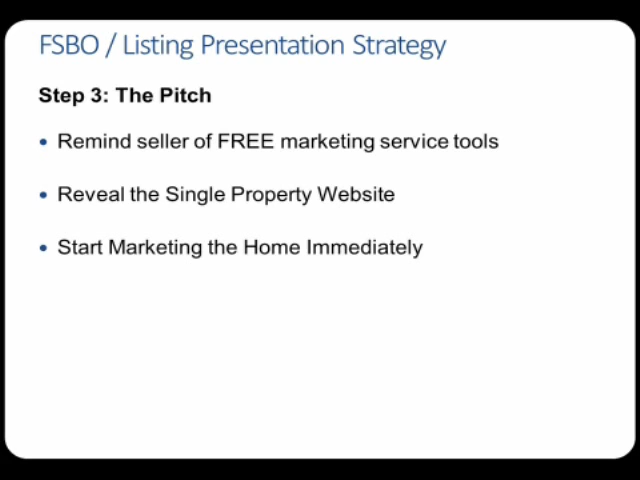 FSBO / Listing Presentation Strategy
Step 3: The Pitch
• Remind seller of FREE marketing service tools
• Reveal the Single Property Website
• Start Marketing the Home Immediately